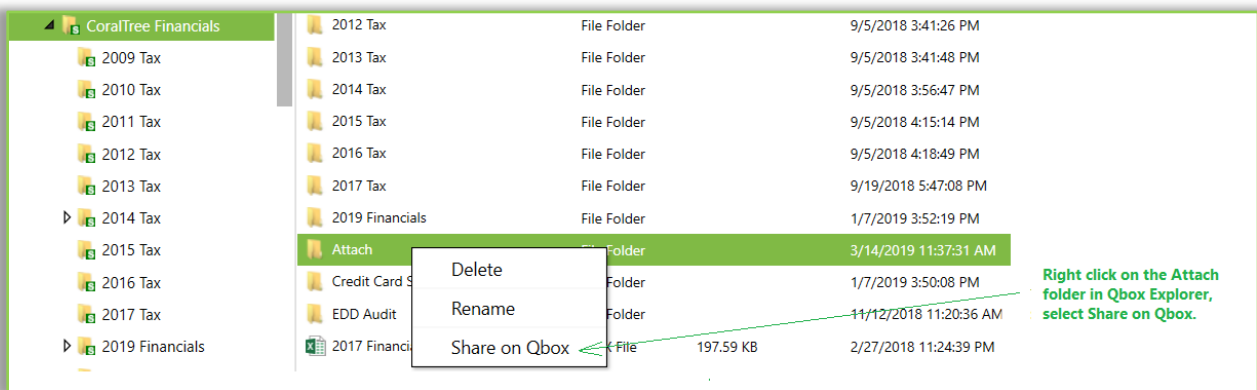 CoralTree Financials
2009 Tax
2010 Tax
2011 Tax
2012 Tax
2013 Tax
2014 Tax
2015 Tax
2016 Tax
2017 Tax
2019 Financials
2012 Tax File Folder 9/5/2018 3:41:26 PM
2013 Tax File Folder 9/5/2018 3:41:48 PM
2014 Tax File Folder 9/5/2018 3:56:47 PM
2015 Tax File Folder 9/5/2018 4:15:14 PM
2016 Tax File Folder 9/5/2018 4:18:49 PM
2017 Tax File Folder 9/19/2018 5:47:08 PM
2019 Financials File Folder 1/7/2019 3:52:19 PM
Attach Folder 3/14/2019 11:37:31 AM
Credit Card S Folder 1/7/2019 3:50:08 PM
EDD Audit Folder 11/12/2018 11:20:36 AM
2017 Financi File 197.59 KB 2/27/2018 11:24:39 PM
Delete
Rename
Share on Qbox
Right click on the Attach
folder in Qbox Explorer,
select Share on Qbox.